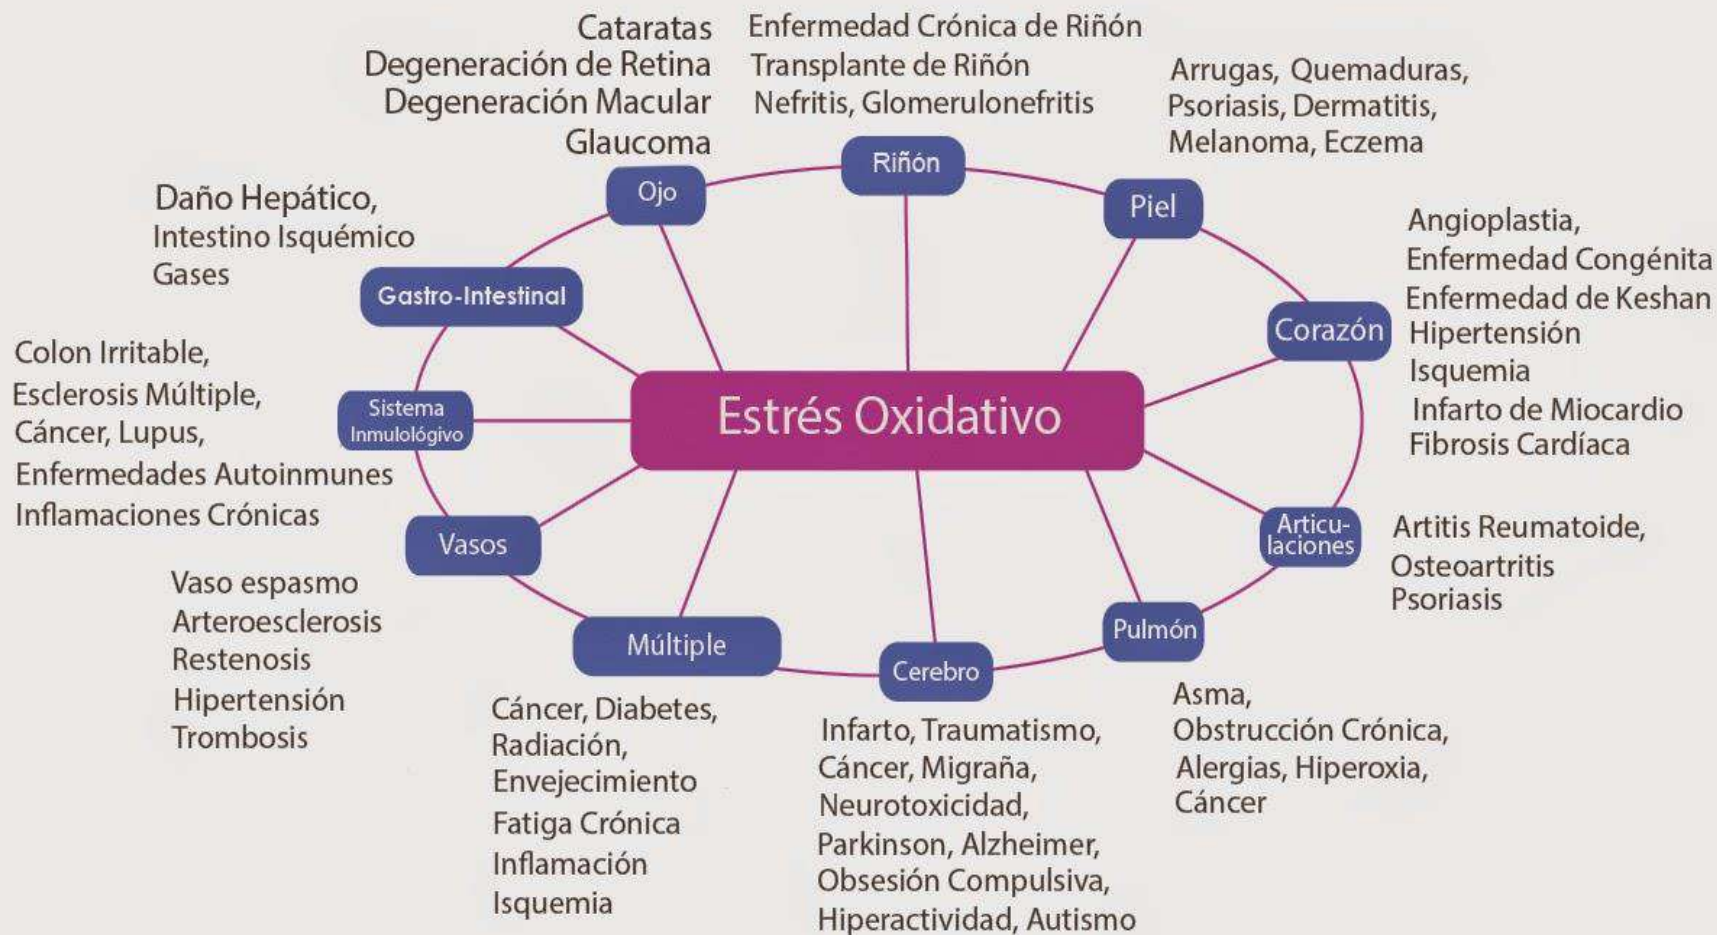 Cataratas
Degeneración de Retina
Degeneración Macular
Glaucoma
Ojo
Enfermedad Crónica de Riñón
Transplante de Riñón
Nefritis, Glomerulonefritis
Riñón
Arrugas, Quemaduras,
Psoriasis, Dermatitis,
Melanoma, Eczema
Piel
Daño Hepático,
Intestino Isquémico
Gases
Gastro-Intestinal
Angioplastia,
Enfermedad Congénita
Enfermedad de Keshan
Hipertensión
Isquemia
Infarto de Miocardio
Fibrosis Cardíaca
Corazón
Estrés Oxidativo
Colon Irritable,
Esclerosis Múltiple,
Cáncer, Lupus,
Enfermedades Autoinmunes
Inflamaciones Crónicas
Sistema
Inmulológivo
Articu-
laciones
Artitis Reumatoide,
Osteoartritis
Psoriasis
Vasos
Vaso espasmo
Arteroesclerosis
Restenosis
Hipertensión
Trombosis
Múltiple
Cáncer, Diabetes,
Radiación,
Envejecimiento
Fatiga Crónica
Inflamación
Isquemia
Cerebro
Infarto, Traumatismo,
Cáncer, Migraña,
Neurotoxicidad,
Parkinson, Alzheimer,
Obsesión Compulsiva,
Hiperactividad, Autismo
Pulmón
Asma,
Obstrucción Crónica,
Alergias, Hiperoxia,
Cáncer